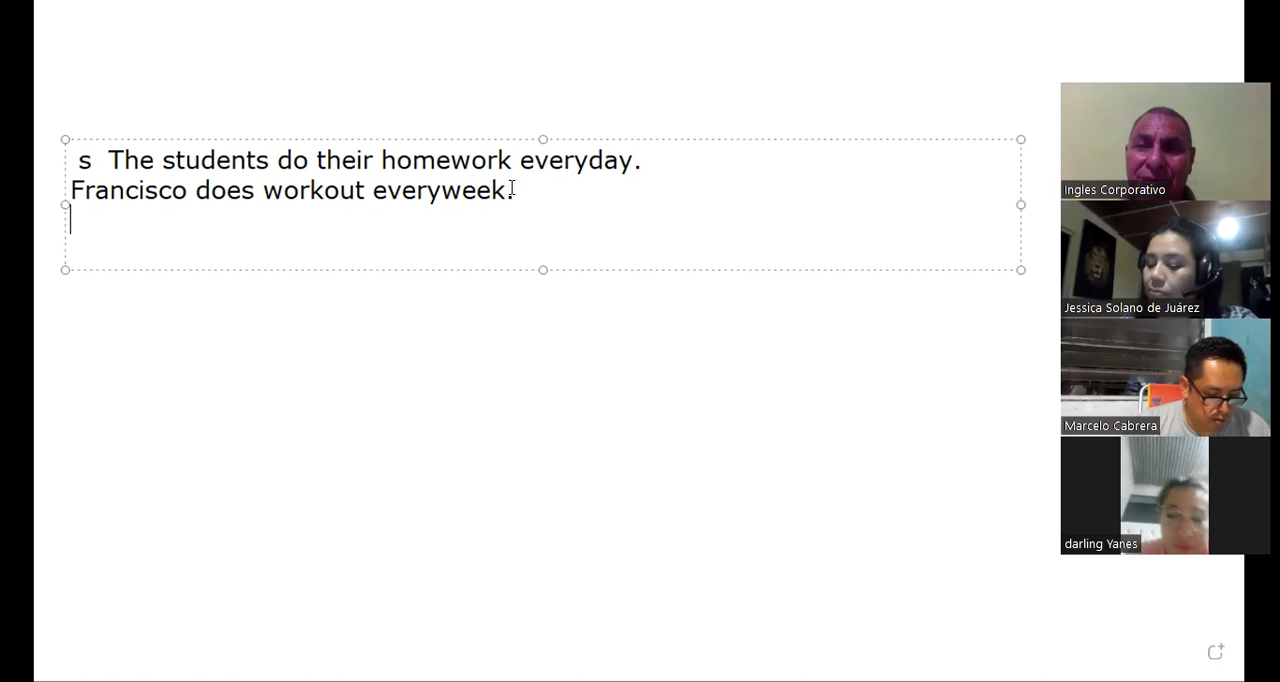 s The students do their homework everyday.
Francisco does workout everyweek.
Ingles Corporativo
Jessica Solano de Juárez
Marcelo Cabrera
darling Yanes